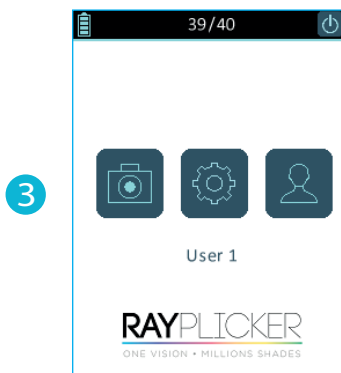 39/40
3
User 1
RAYPLICKER
ONE VISION • MILLIONS SHADES